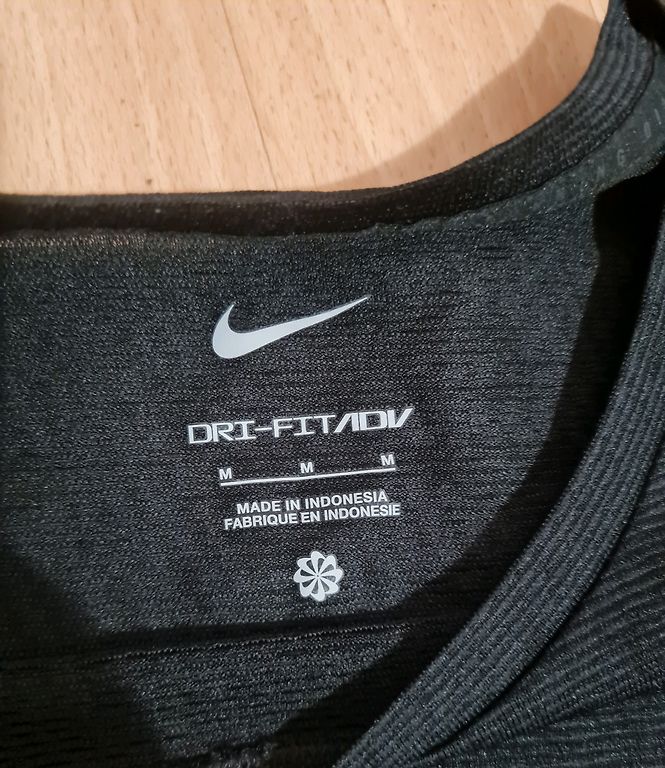 DRI-FIT ADV
M M M
MADE IN INDONESIA
FABRIQUE EN INDONESIE